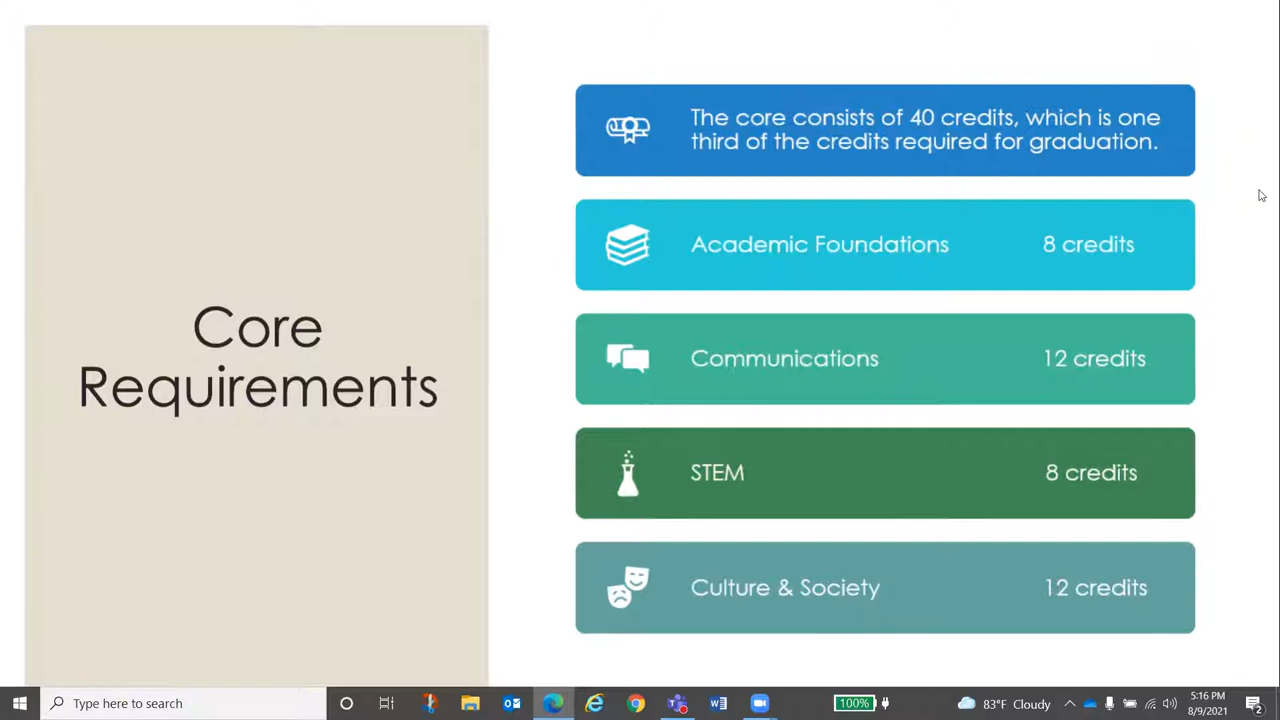 Core
Requirements
The core consists of 40 credits, which is one
third of the credits required for graduation.
Academic Foundations 8 credits
Communications 12 credits
STEM 8 credits
Culture & Society 12 credits
Type here to search
100%
83°F Cloudy
5:16 PM
8/9/2021
2